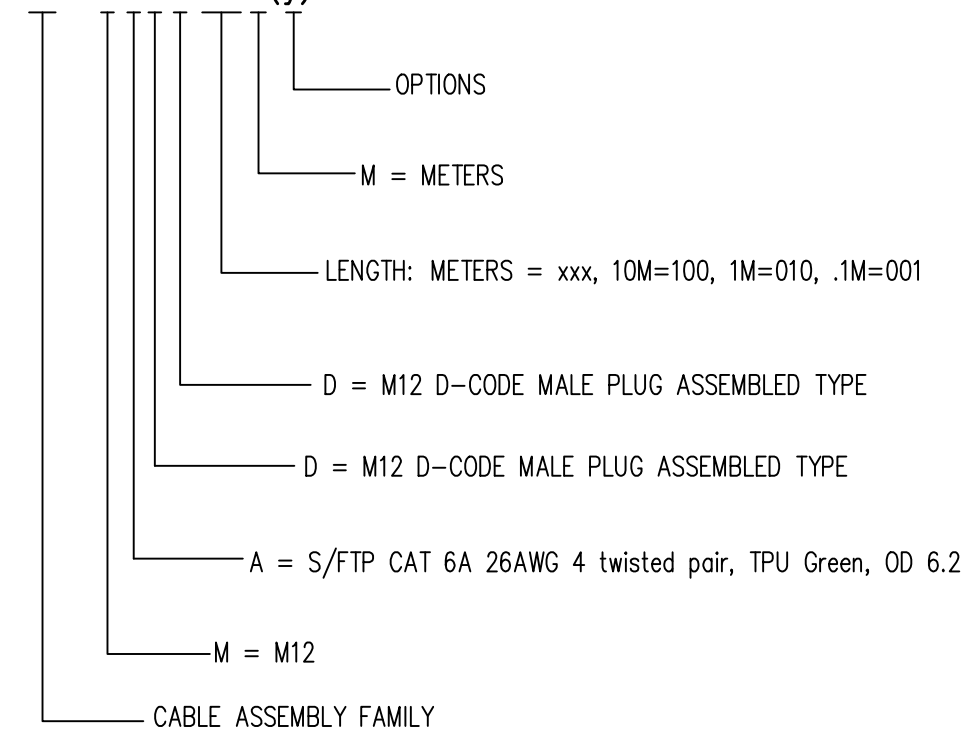 OPTIONS
M = METERS
LENGTH: METERS = xxx, 10M=100, 1M=010, .1M=001
D = M12 D-CODE MALE PLUG ASSEMBLED TYPE
D = M12 D-CODE MALE PLUG ASSEMBLED TYPE
A = S/FTP CAT 6A 26AWG 4 twisted pair, TPU Green, OD 6.2
M = M12
CABLE ASSEMBLY FAMILY